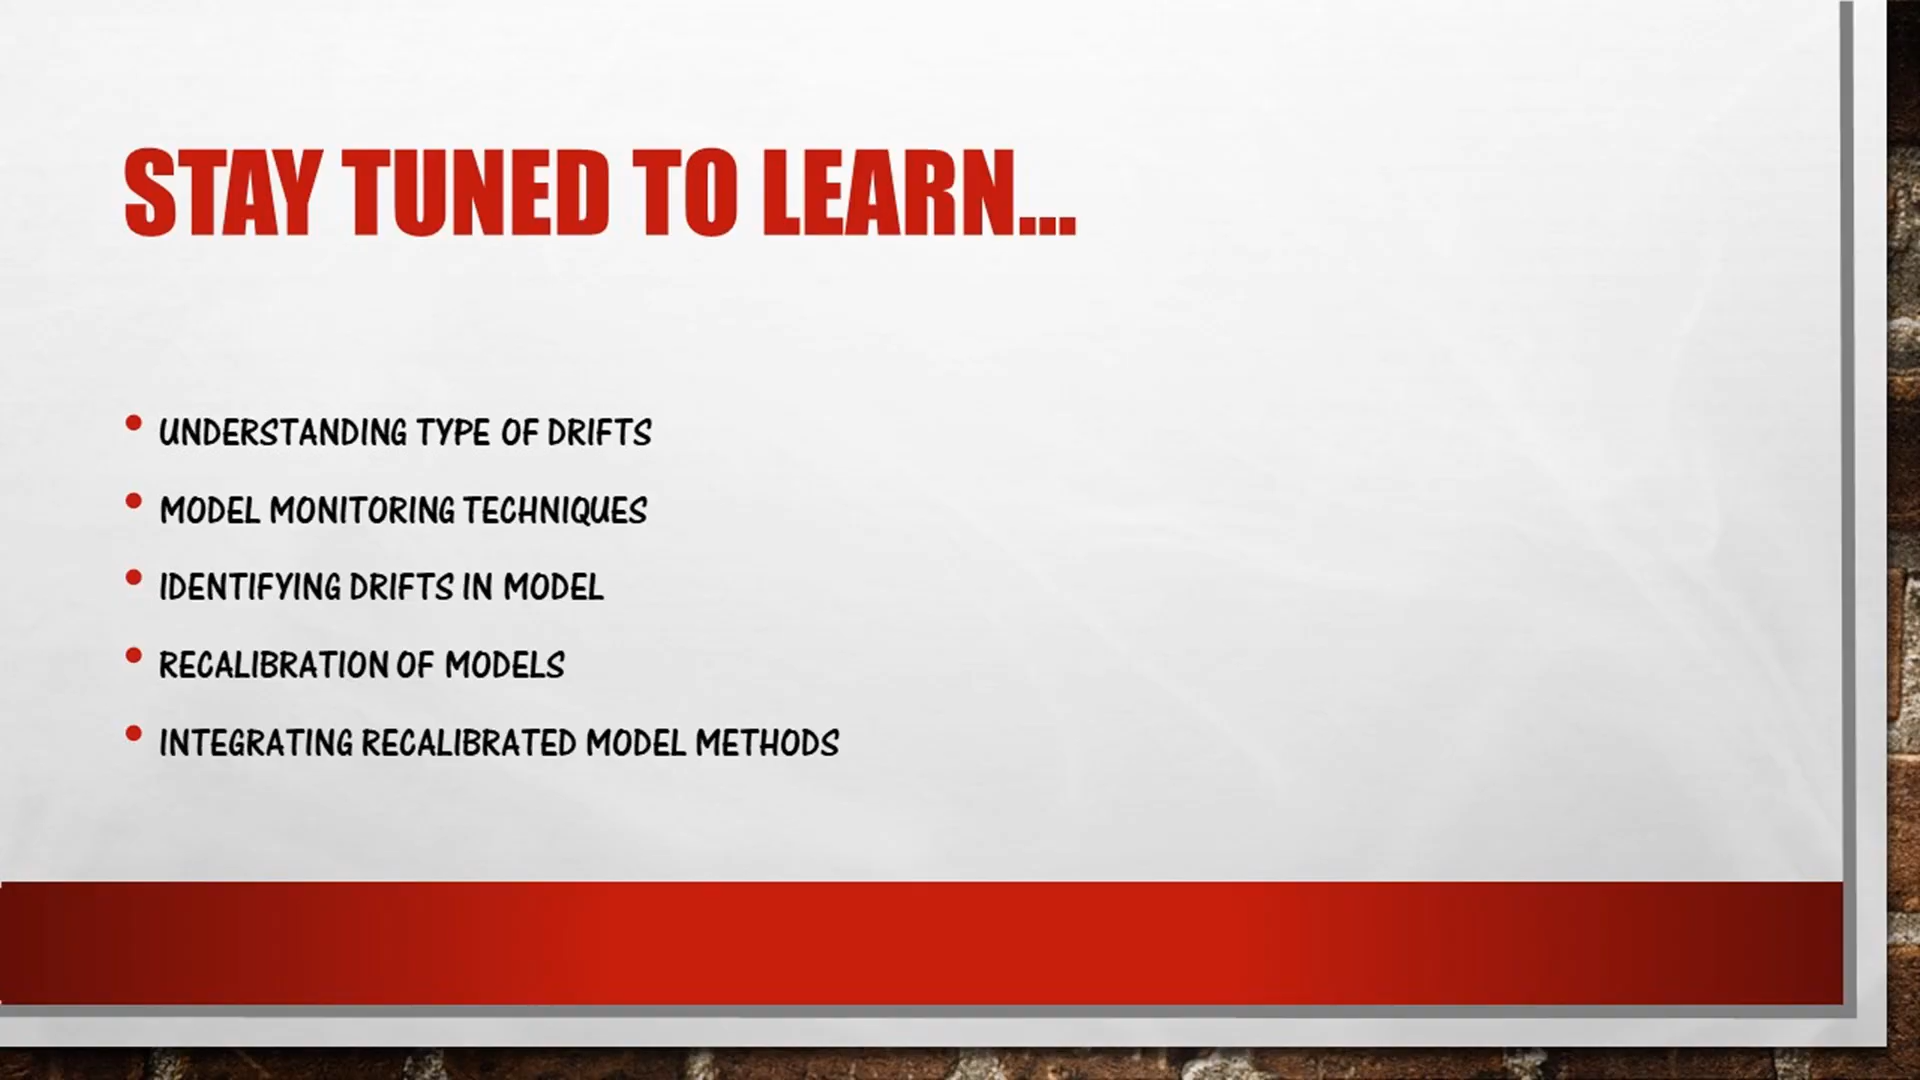 STAY TUNED TO LEARN...
• UNDERSTANDING TYPE OF DRIFTS
• MODEL MONITORING TECHNIQUES
• IDENTIFYING DRIFTS IN MODEL
• RECALIBRATION OF MODELS
• INTEGRATING RECALIBRATED MODEL METHODS